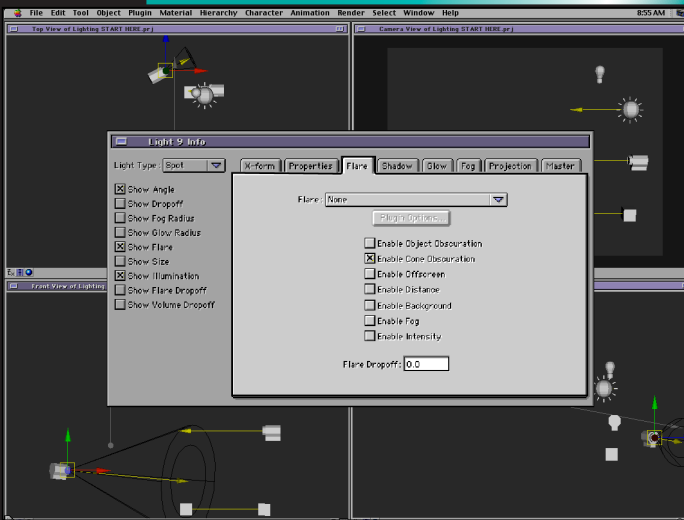 File Edit Tool Object Plugin Material Hierarchy Character Animation Render Select Window Help 8:55 AM
Top View of Lighting START HERE.prj
Camera View of Lighting START HERE.prj
Light 9 Info
Light Type: Spot
X-form Properties Flare Shadow Glow Fog Projection Master
Show Angle
Show Dropoff
Show Fog Radius
Show Glow Radius
Show Flare
Show Size
Show Illumination
Show Flare Dropoff
Show Volume Dropoff
Flare: None
Plugin Options...
Enable Object Obscuration
Enable Cone Obscuration
Enable Offscreen
Enable Distance
Enable Background
Enable Fog
Enable Intensity
Flare Dropoff: 0.0
Front View of Lighting